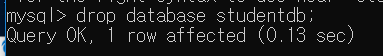 mysql> drop database studentdb;
Query OK, 1 row affected (0.13 sec)